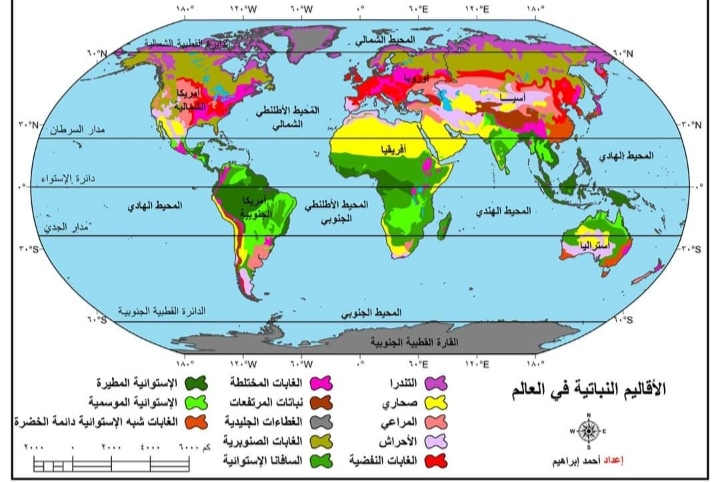 ١٨٠° ١٢٠°W ٦٠°W ٠° ٦٠°E ١٢٠°E ١٨٠°
الدائرة القطبية الشمالية
المحيط الشمالي
٦٠°N ٦٠°N
أوروبا
أسيا
أمريكا
الشمالية
المحيط الأطلنطي
الشمالي
٣٠°N ٣٠°N
مدار السرطان
أفريقيا
المحيط الهادي
دائرة الإستواء
٠° ٠°
المحيط الهادي
أمريكا
الجنوبية
المحيط الأطلنطي
الجنوبي
المحيط الهندي
مدار الجدي
أستراليا
٣٠°S ٣٠°S
الدائرة القطبية الجنوبية
المحيط الجنوبي
٦٠°S ٦٠°S
القارة القطبية الجنوبية
١٨٠° ١٢٠°W ٦٠°W ٠° ٦٠°E ١٢٠°E ١٨٠°
الأقاليم النباتية في العالم
N
W E
S
إعداد أحمد إبراهيم
التندرا
صحاري
المراعي
الأحراش
الغابات النفضية
الغابات المختلطة
نباتات المرتفعات
الغطاءات الجليدية
الغابات الصنوبرية
السافانا الإستوائية
الإستوائية المطيرة
الإستوائية الموسمية
الغابات شبه الإستوائية دائمة الخضرة
٢٠٠٠ ٠ ٢٠٠٠ ٤٠٠٠ ٦٠٠٠ كم